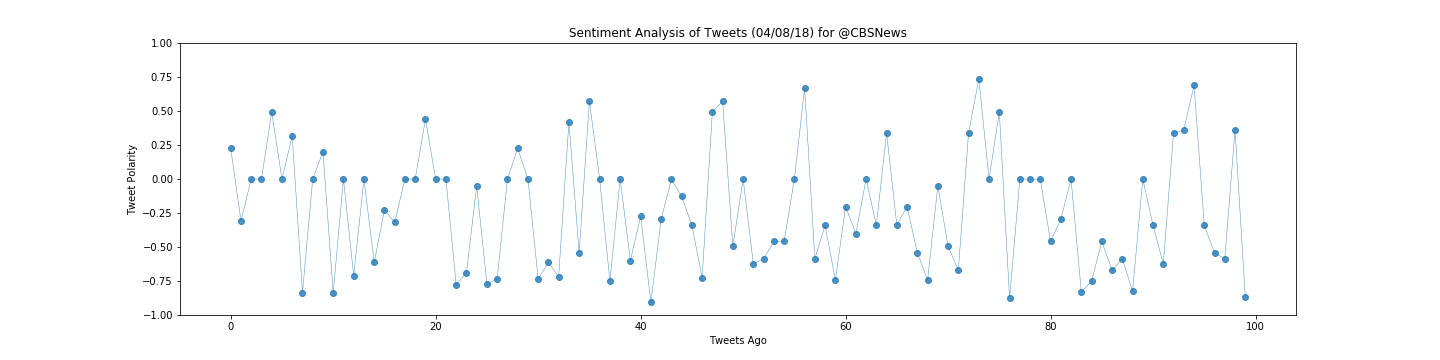 Sentiment Analysis of Tweets (04/08/18) for @CBSNews
1.00
0.75
0.50
0.25
0.00
−0.25
−0.50
−0.75
−1.00
Tweet Polarity
0 20 40 60 80 100
Tweets Ago